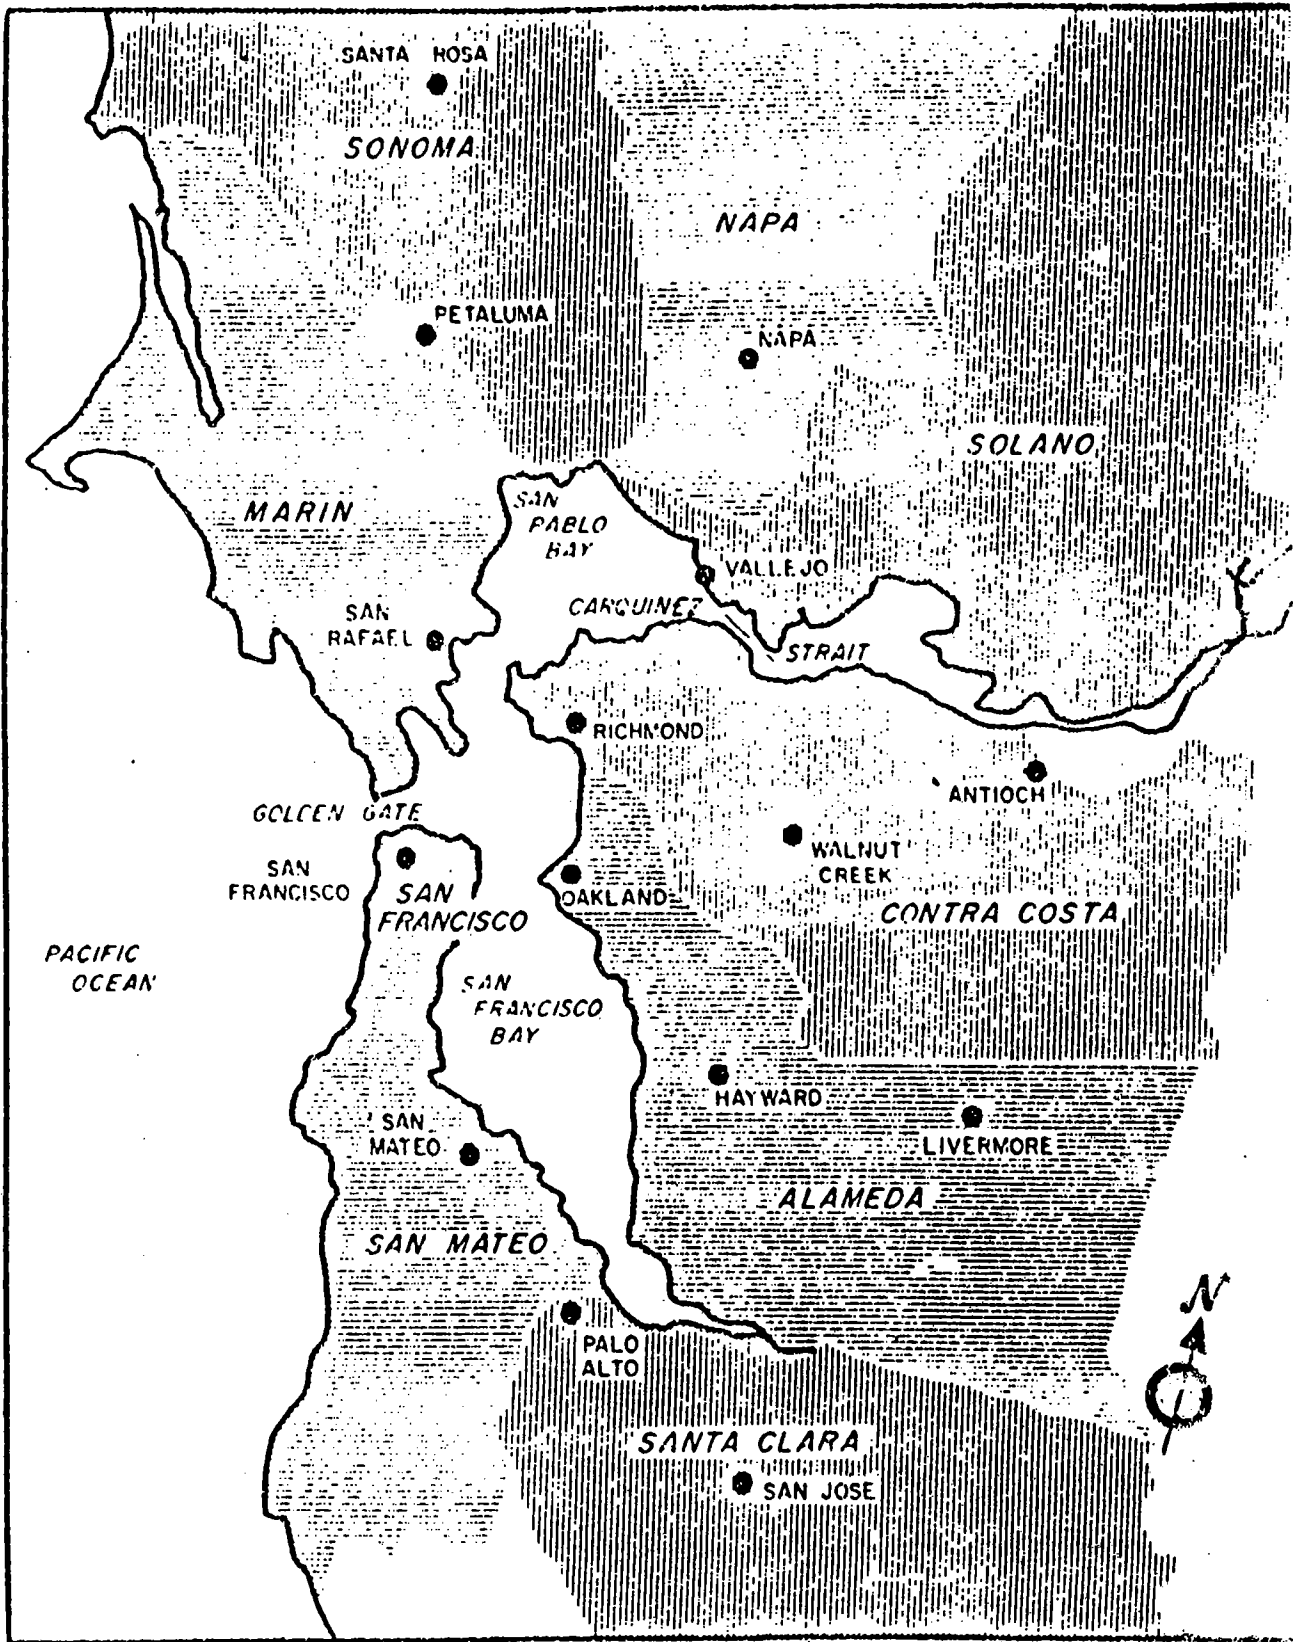 SANTA ROSA
SONOMA
NAPA
PETALUMA
NAPA
SOLANO
MARIN
SAN
PABLO
BAY
VALLEJO
CARQUINEZ
STRAIT
SAN
RAFAEL
RICHMOND
ANTIOCH
GOLDEN GATE
WALNUT
CREEK
SAN
FRANCISCO
SAN
FRANCISCO
OAKLAND
CONTRA COSTA
PACIFIC
OCEAN
SAN
FRANCISCO
BAY
HAYWARD
SAN
MATEO
LIVERMORE
ALAMEDA
SAN MATEO
N
PALO
ALTO
SANTA CLARA
SAN JOSE